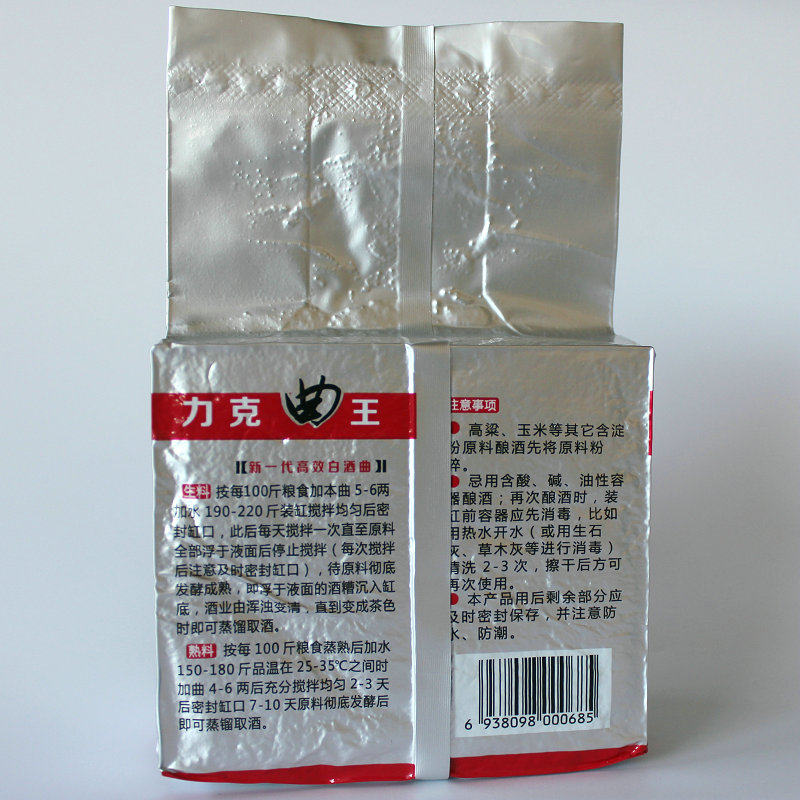 力克曲王
新一代高效白酒曲
生料 按每100斤粮食加本曲 5-6两
加水 190-220 斤装缸搅拌均匀后密
封缸口，此后每天搅拌一次直至原料
全部浮于液面后停止搅拌（每次搅拌
后注意及时密封缸口），待原料彻底
发酵成熟，即浮于液面的酒糟沉入缸
底，酒业由浑浊变清、直到变成茶色
时即可蒸馏取酒。
熟料 按每 100 斤粮食蒸熟后加水
150-180 斤品温在 25-35℃之间时
加曲 4-6 两后充分搅拌均匀 2-3 天
后密封缸口 7-10 天原料彻底发酵后
即可蒸馏取酒。
注意事项
高粱、玉米等其它含淀
粉原料酿酒先将原料粉
碎。
忌用含酸、碱、油性容
器酿酒；再次酿酒时，装
缸前容器应先消毒，比如
用热水开水（或用生石
灰、草木灰等进行消毒）
清洗 2-3 次，擦干后方可
再次使用。
本产品用后剩余部分应
及时密封保存，并注意防
水、防潮。
6 938098 000685